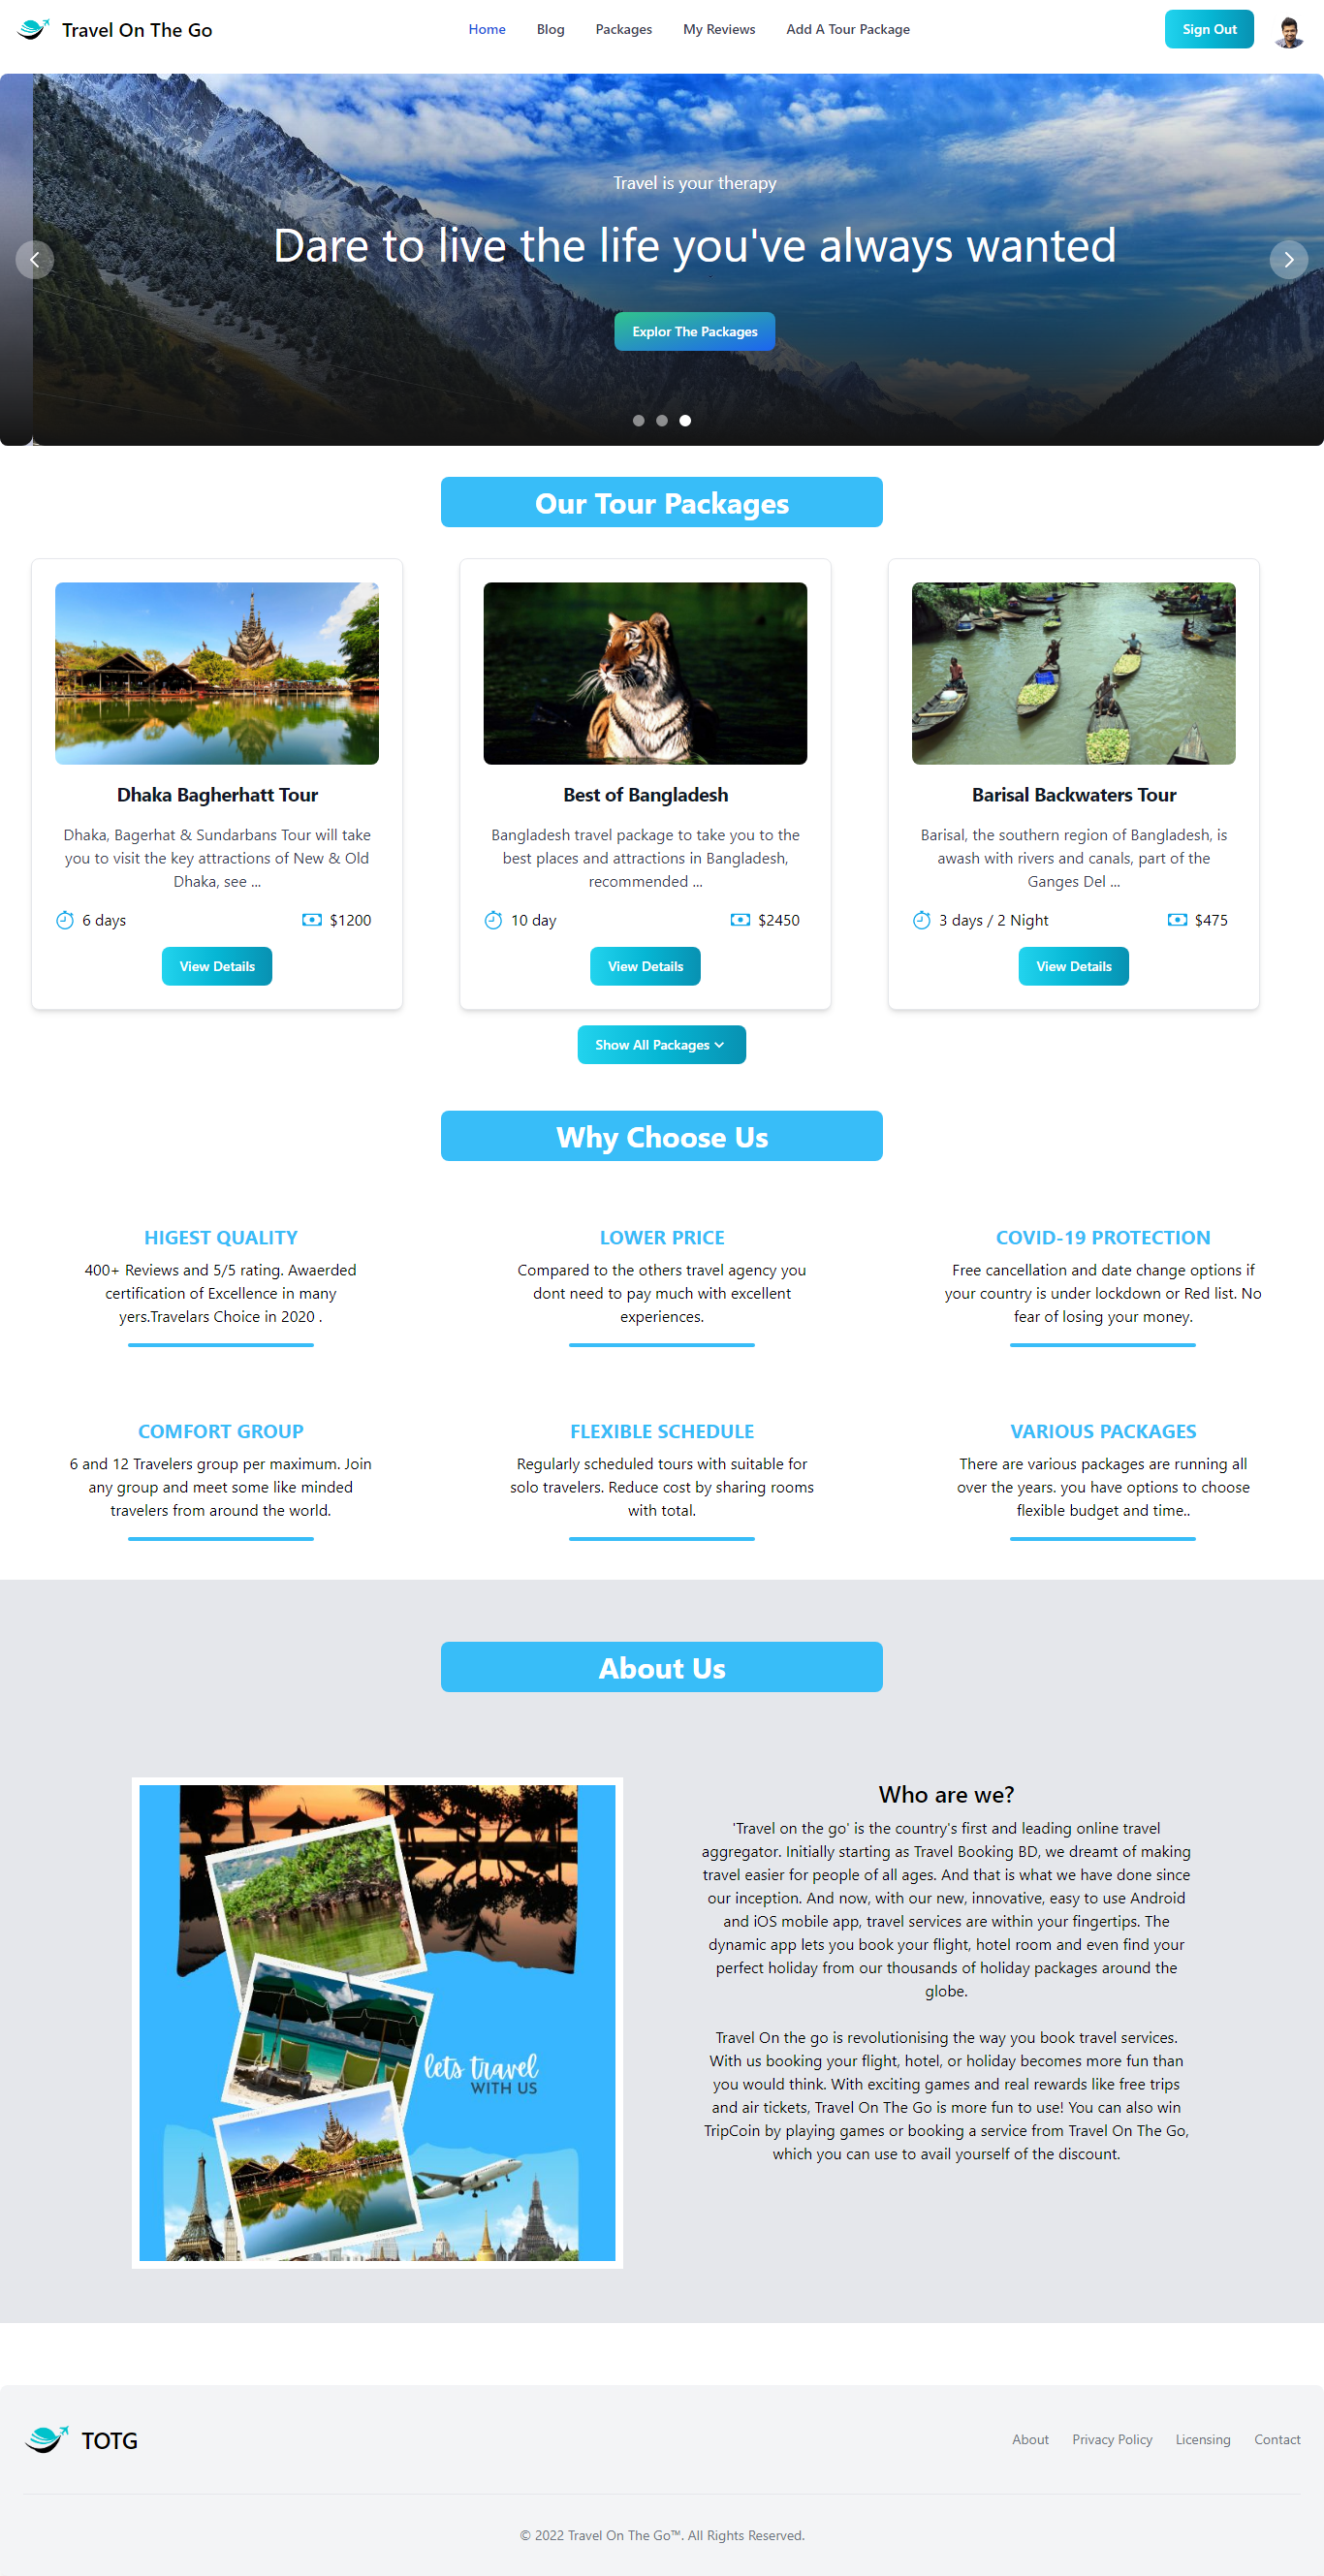 Travel On The Go
Home
Blog
Packages
My Reviews
Add A Tour Package
Sign Out
Travel is your therapy
Dare to live the life you've always wanted
Explor The Packages
Our Tour Packages
Dhaka Bagherhatt Tour
Dhaka, Bagerhat & Sundarbans Tour will take
you to visit the key attractions of New & Old
Dhaka, see ...
6 days
$1200
View Details
Best of Bangladesh
Bangladesh travel package to take you to the
best places and attractions in Bangladesh,
recommended ...
10 day
$2450
View Details
Barisal Backwaters Tour
Barisal, the southern region of Bangladesh, is
awash with rivers and canals, part of the
Ganges Del ...
3 days / 2 Night
$475
View Details
Show All Packages
Why Choose Us
HIGEST QUALITY
400+ Reviews and 5/5 rating. Awaerded
certification of Excellence in many
yers.Travelars Choice in 2020 .
LOWER PRICE
Compared to the others travel agency you
dont need to pay much with excellent
experiences.
COVID-19 PROTECTION
Free cancellation and date change options if
your country is under lockdown or Red list. No
fear of losing your money.
COMFORT GROUP
6 and 12 Travelers group per maximum. Join
any group and meet some like minded
travelers from around the world.
FLEXIBLE SCHEDULE
Regularly scheduled tours with suitable for
solo travelers. Reduce cost by sharing rooms
with total.
VARIOUS PACKAGES
There are various packages are running all
over the years. you have options to choose
flexible budget and time..
About Us
lets travel
WITH US
Who are we?
'Travel on the go' is the country's first and leading online travel
aggregator. Initially starting as Travel Booking BD, we dreamt of making
travel easier for people of all ages. And that is what we have done since
our inception. And now, with our new, innovative, easy to use Android
and iOS mobile app, travel services are within your fingertips. The
dynamic app lets you book your flight, hotel room and even find your
perfect holiday from our thousands of holiday packages around the
globe.
Travel On the go is revolutionising the way you book travel services.
With us booking your flight, hotel, or holiday becomes more fun than
you would think. With exciting games and real rewards like free trips
and air tickets, Travel On The Go is more fun to use! You can also win
TripCoin by playing games or booking a service from Travel On The Go,
which you can use to avail yourself of the discount.
TOTG
About
Privacy Policy
Licensing
Contact
© 2022 Travel On The Go™. All Rights Reserved.